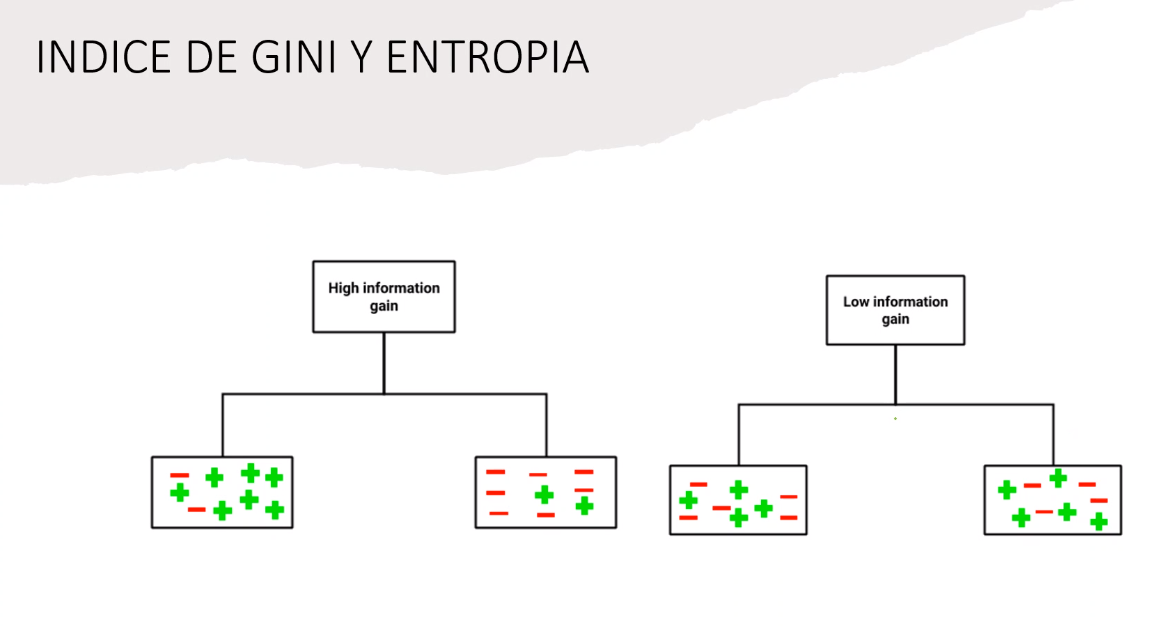 INDICE DE GINI Y ENTROPIA
High information
gain
Low information
gain